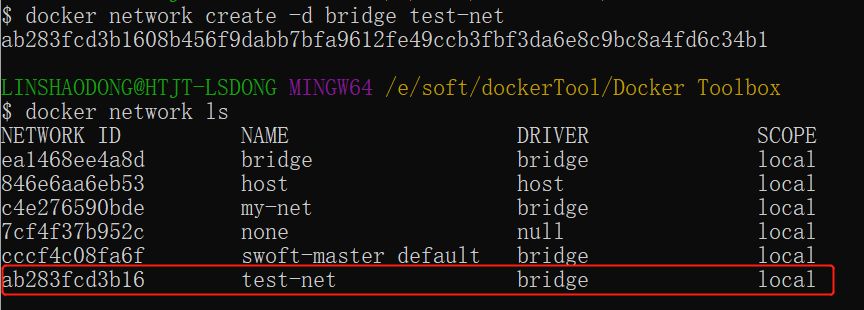 $ docker network create -d bridge test-net
ab283fcd3b1608b456f9dabb7bfa9612fe49ccb3fbf3da6e8c9bc8a4fd6c34b1
LINSHAODONG@HTJT-LSDONG MINGW64 /e/soft/dockerTool/Docker Toolbox
$ docker network ls
NETWORK ID NAME DRIVER SCOPE
ea1468ee4a8d bridge bridge local
846e6aa6eb53 host host local
c4e276590bde my-net bridge local
7cf4f37b952c none null local
cccf4c08fa6f swoft-master_default bridge local
ab283fcd3b16 test-net bridge local